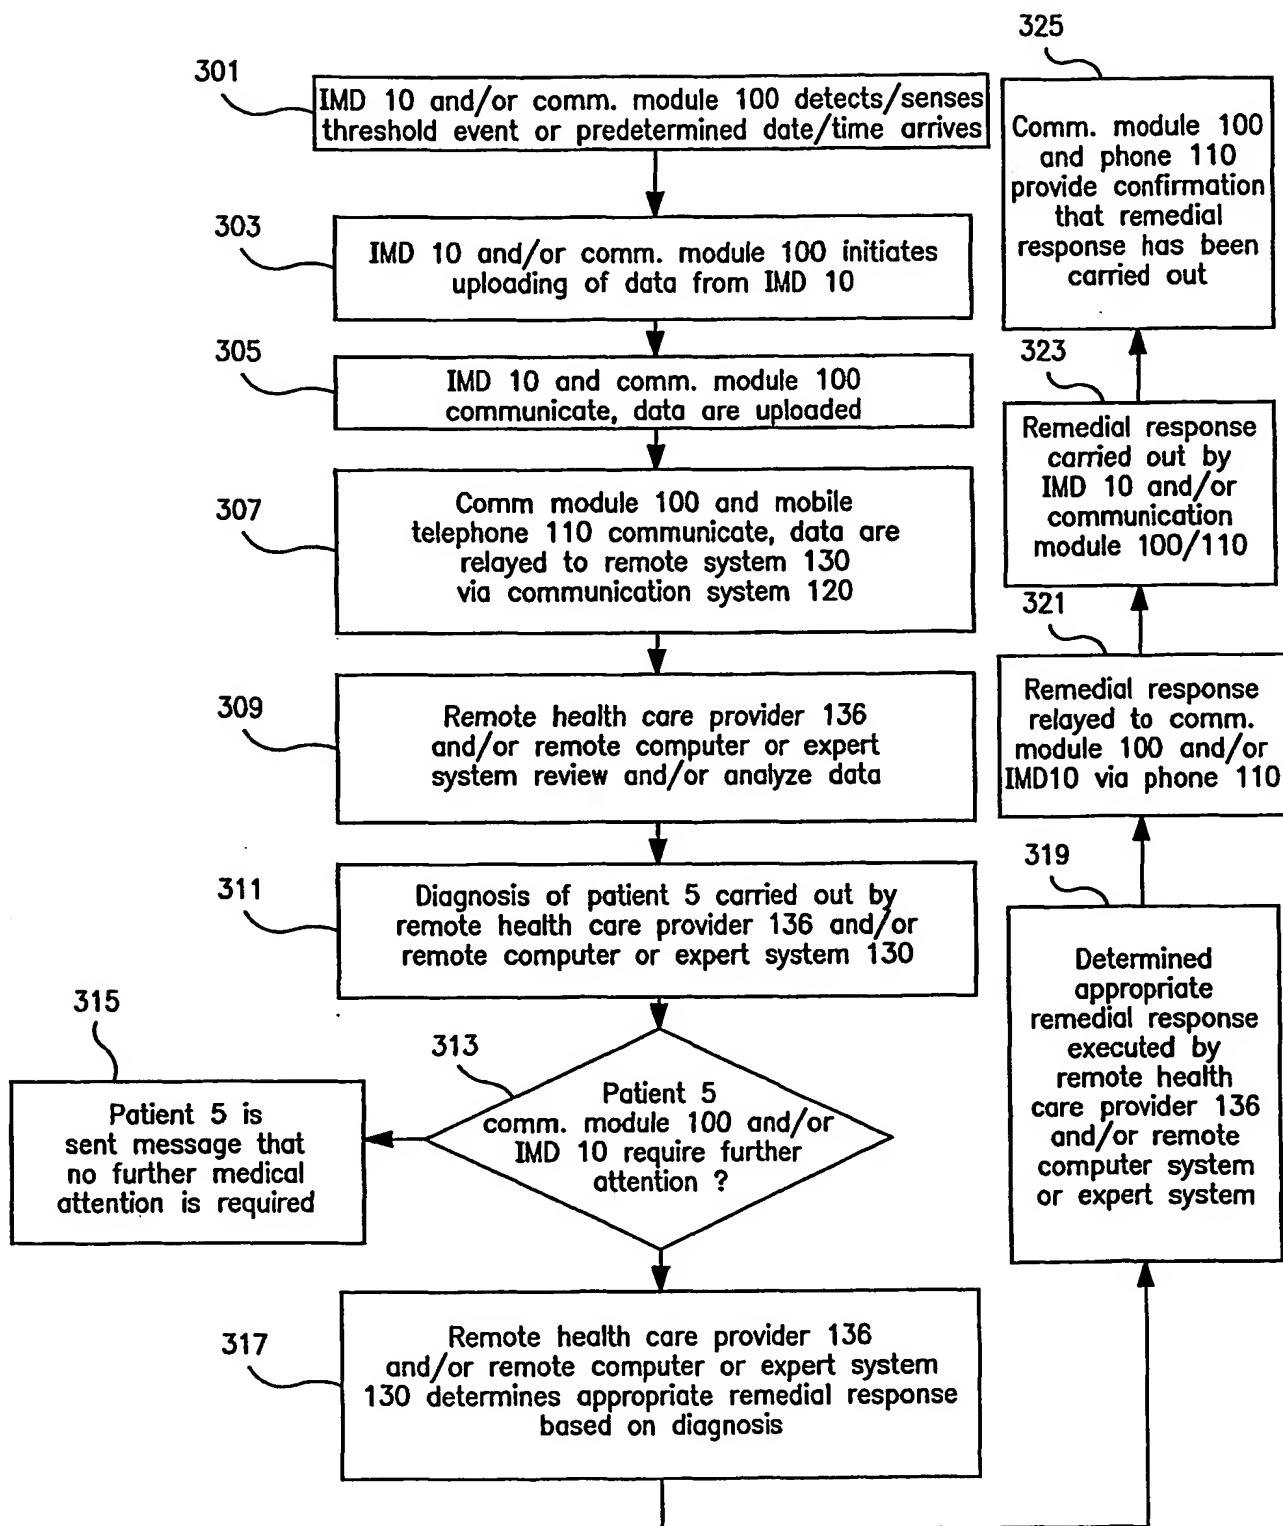 301
IMD 10 and/or comm. module 100 detects/senses
threshold event or predetermined date/time arrives
303
IMD 10 and/or comm. module 100 initiates
uploading of data from IMD 10
305
IMD 10 and comm. module 100
communicate, data are uploaded
307
Comm module 100 and mobile
telephone 110 communicate, data are
relayed to remote system 130
via communication system 120
309
Remote health care provider 136
and/or remote computer or expert
system review and/or analyze data
311
Diagnosis of patient 5 carried out by
remote health care provider 136 and/or
remote computer or expert system 130
313
Patient 5
comm. module 100 and/or
IMD 10 require further
attention ?
315
Patient 5 is
sent message that
no further medical
attention is required
317
Remote health care provider 136
and/or remote computer or expert system
130 determines appropriate remedial response
based on diagnosis
319
Determined
appropriate
remedial response
executed by
remote health
care provider 136
and/or remote
computer system
or expert system
321
Remedial response
relayed to comm.
module 100 and/or
IMD10 via phone 110
323
Remedial response
carried out by
IMD 10 and/or
communication
module 100/110
325
Comm. module 100
and phone 110
provide confirmation
that remedial
response has been
carried out